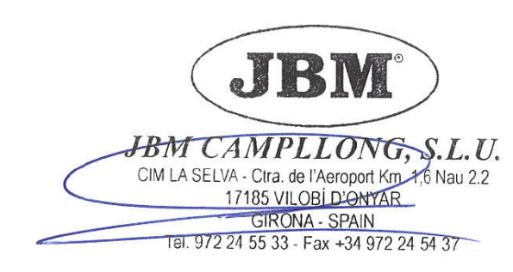 JBM®
JBM CAMPLLONG, S.L.U.
CIM LA SELVA - Ctra. de l'Aeroport Km. 1,6 Nau 2.2
17185 VILOBÍ D'ONYAR
GIRONA - SPAIN
Tel. 972 24 55 33 - Fax +34 972 24 54 37